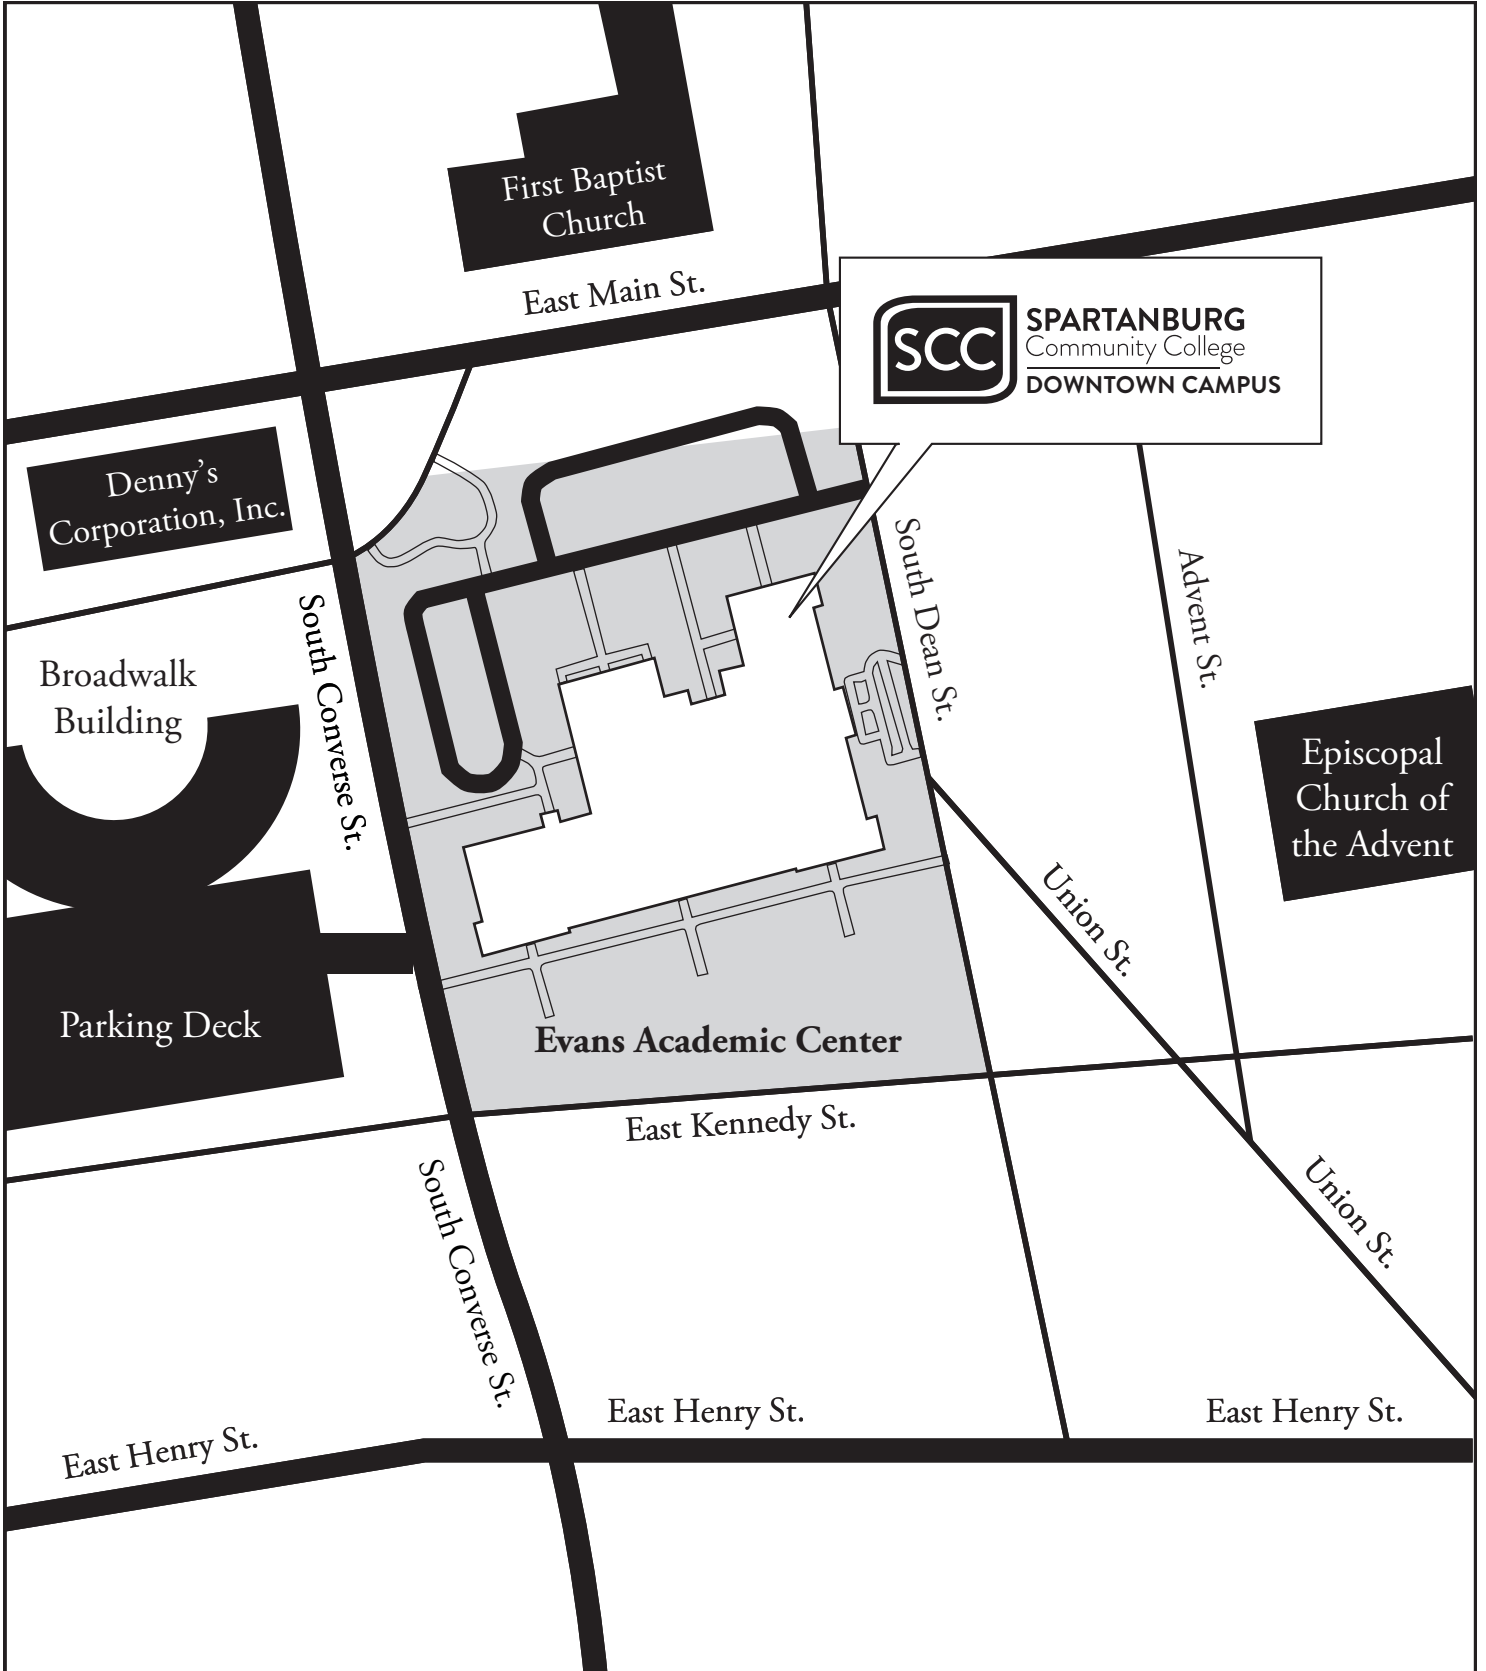 First Baptist
Church
East Main St.
SCC
SPARTANBURG
Community College
DOWNTOWN CAMPUS
Denny’s
Corporation, Inc.
South Converse St.
South Dean St.
Advent St.
Broadwalk
Building
Episcopal
Church of
the Advent
Union St.
Parking Deck
Evans Academic Center
East Kennedy St.
South Converse St.
Union St.
East Henry St.
East Henry St.
East Henry St.